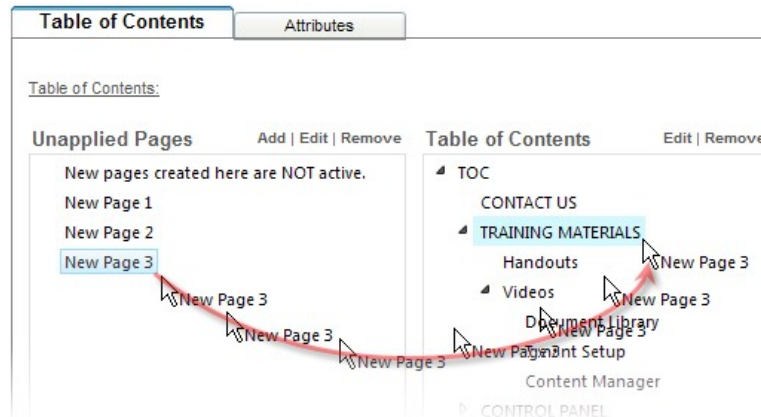 Table of Contents
Attributes
Table of Contents:
Unapplied Pages
Add | Edit | Remove
New pages created here are NOT active.
New Page 1
New Page 2
New Page 3
Table of Contents
Edit | Remove
TOC
CONTACT US
TRAINING MATERIALS
New Page 3
Handouts
Videos
New Page 3
New Page 3
Document Library
New Page 3
New Page 3
New Page 3
New Page 3
Setup
Content Manager
CONTROL PANEL